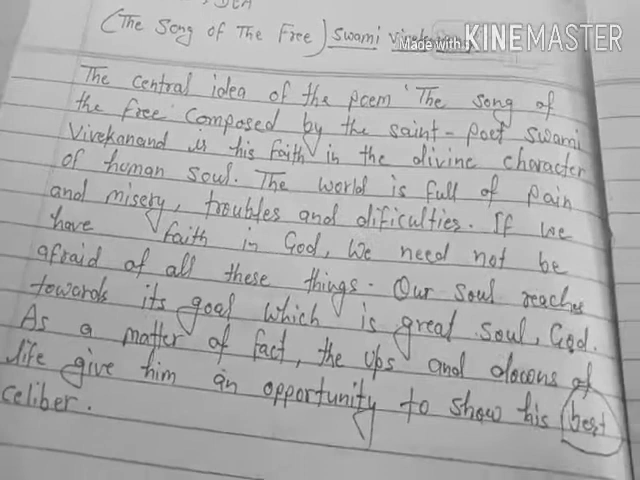 (The Song of The Free) Swami
Made with KINEMASTER
The central idea of the poem 'The song of
the free' composed by the saint-poet swami
Vivekanand is his faith in the divine character
of human soul. The world is full of pain
and misery, troubles and dificulties. If we
have faith in God, we need not be
afraid of all these things. Our soul reaches
towards its goal which is great soul, God.
As a matter of fact, the ups and downs of
life give him an opportunity to show his best
celiber.